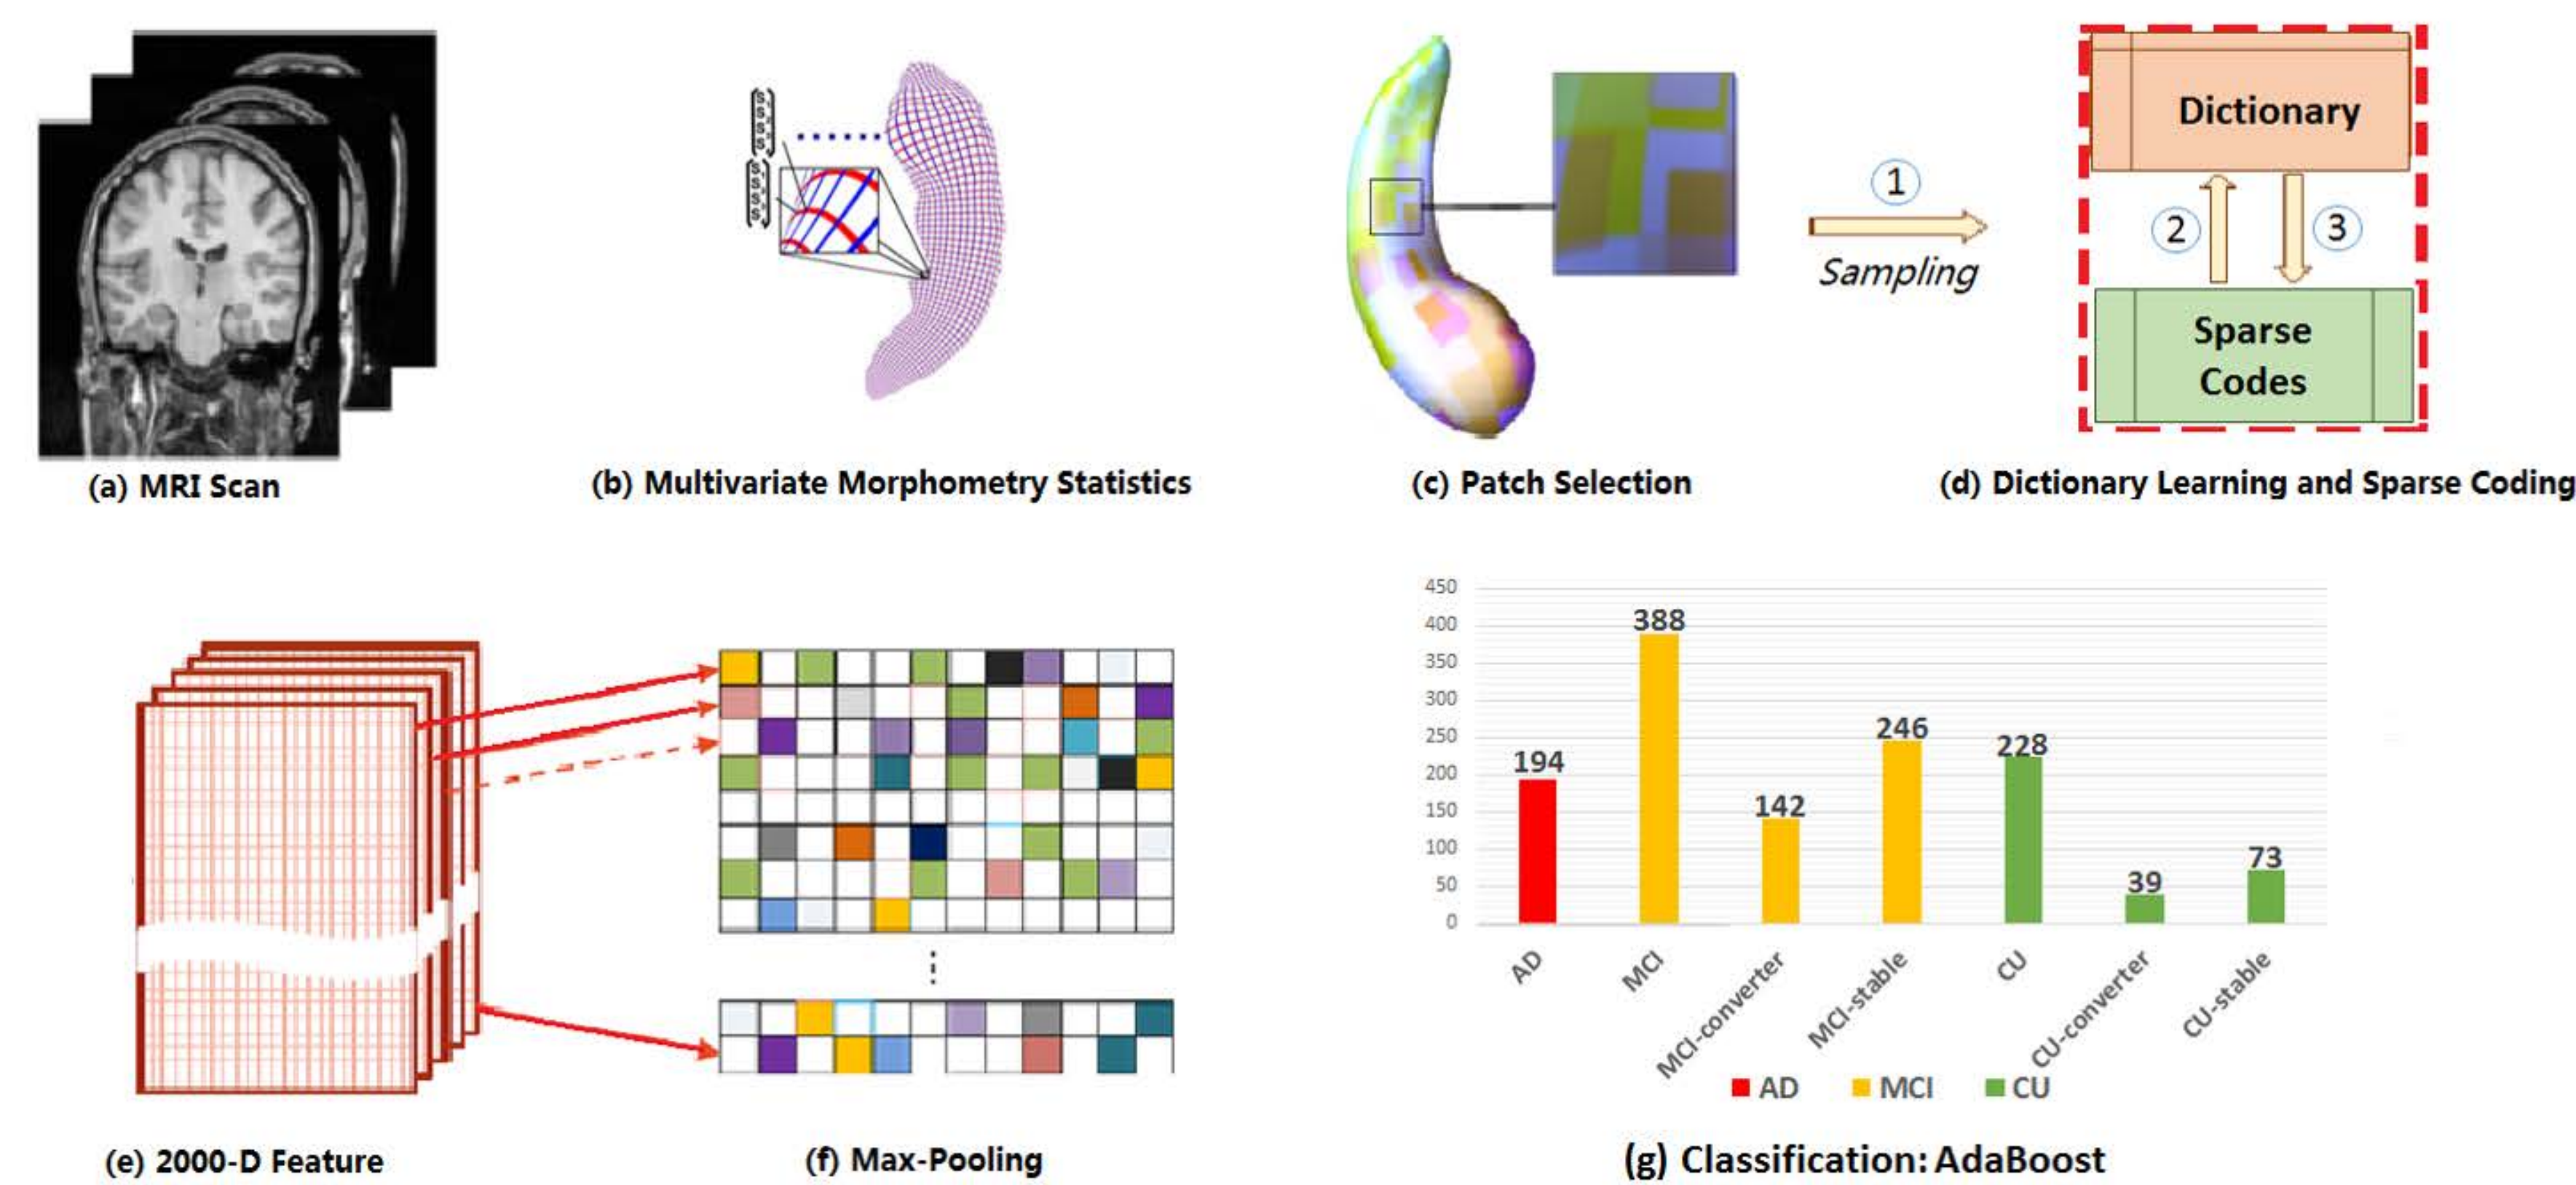 S
S
S
S
S
S
S
S
1
Sampling
Dictionary
2
3
Sparse
Codes
(a) MRI Scan
(b) Multivariate Morphometry Statistics
(c) Patch Selection
(d) Dictionary Learning and Sparse Coding
450
400
350
300
250
200
150
100
50
0
194
388
142
246
228
39
73
AD
MCI
MCI-converter
MCI-stable
CU
CU-converter
CU-stable
AD
MCI
CU
(e) 2000-D Feature
(f) Max-Pooling
(g) Classification: AdaBoost